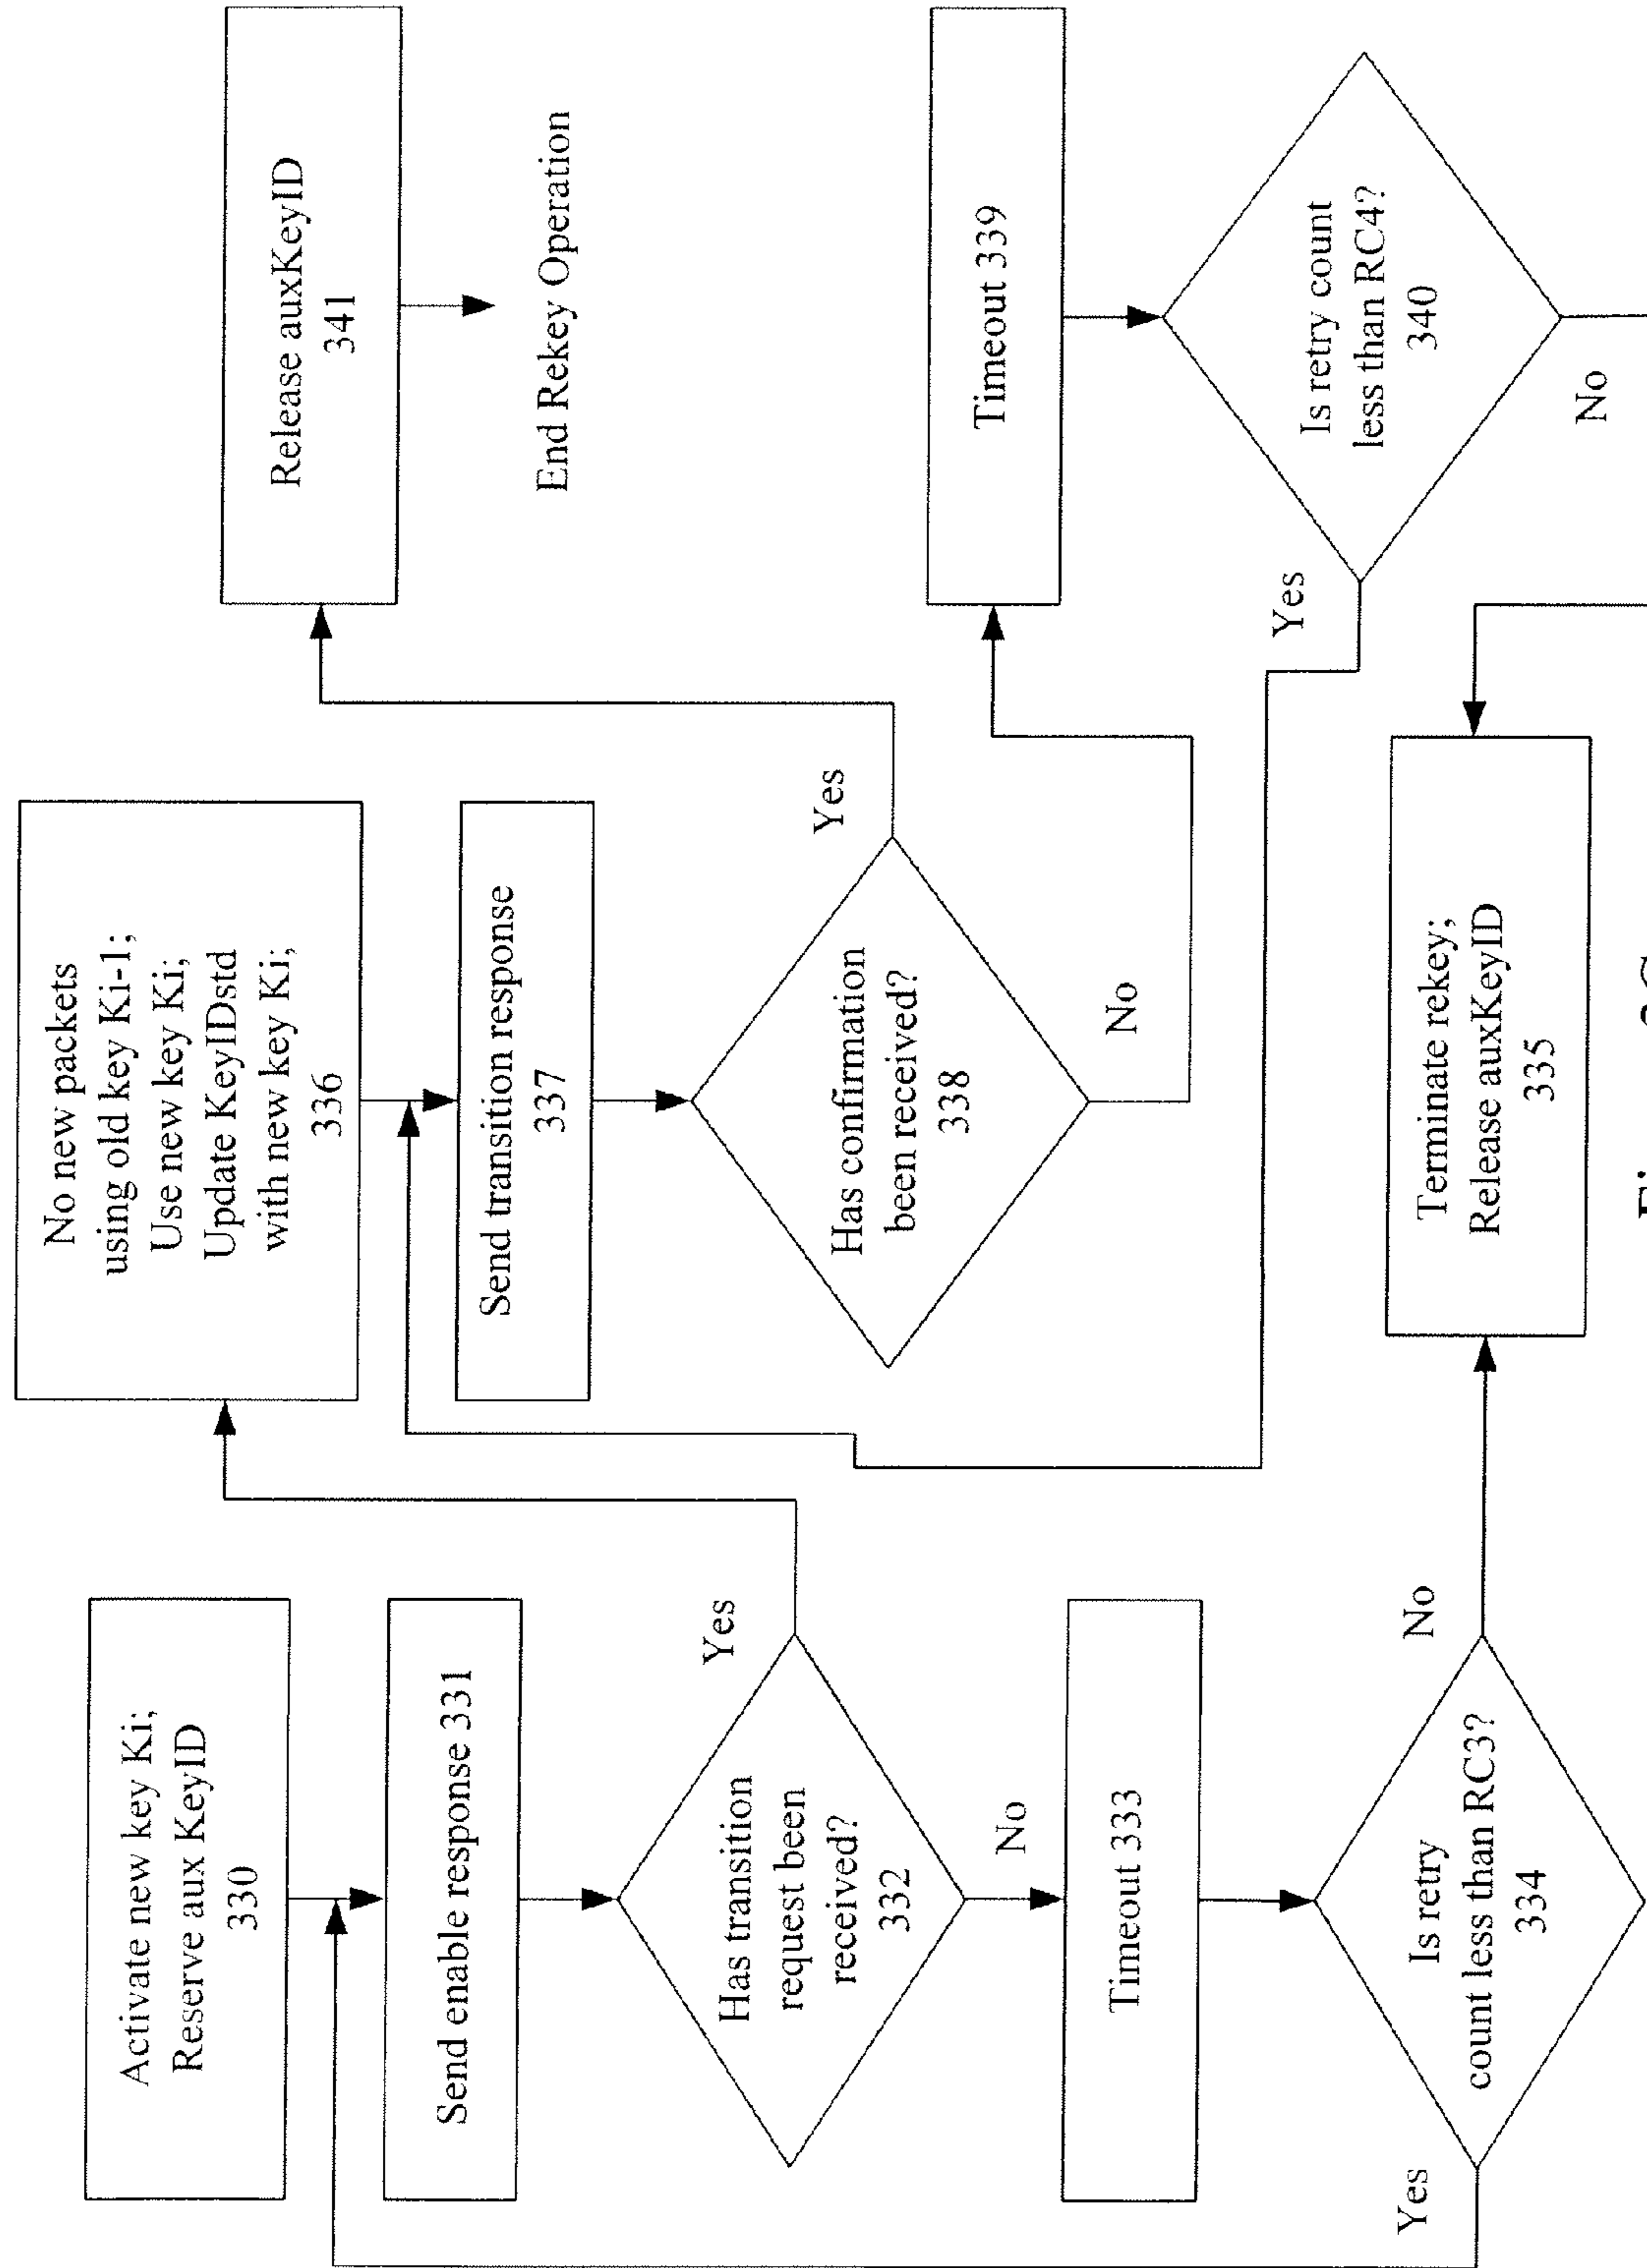 Activate new key Ki;
Reserve aux KeyID
330
Send enable response 331
Has transition
request been
received?
332
Yes
No
Timeout 333
Is retry
count less than RC3?
334
Yes
No
No new packets
using old key Ki-1;
Use new key Ki;
Update KeyIDstd
with new key Ki;
336
Send transition response
337
Has confirmation
been received?
338
Yes
No
Terminate rekey;
Release auxKeyID
335
Release auxKeyID
341
End Rekey Operation
Timeout 339
Is retry count
less than RC4?
340
Yes
No